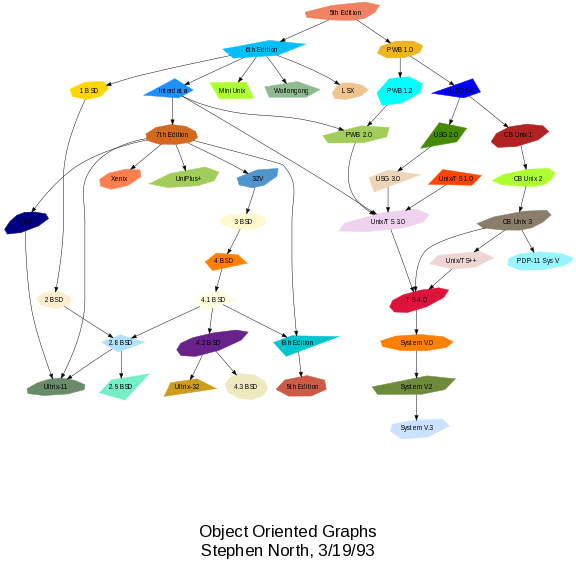 5th Edition
6th Edition
PWB 1.0
1 BSD
Interdata
Mini Unix
Wollongong
LSX
PWB 1.2
7th Edition
PWB 2.0
USG 2.0
CB Unix 1
Xenix
UniPlus+
32V
USG 3.0
Unix/TS 1.0
CB Unix 2
3 BSD
Unix/TS 3.0
CB Unix 3
4 BSD
Unix/TS++
PDP-11 Sys V
2 BSD
4.1 BSD
TS 4.0
2.8 BSD
4.2 BSD
8th Edition
System V.0
Ultrix-11
2.9 BSD
Ultrix-32
4.3 BSD
9th Edition
System V.2
System V.3
Object Oriented Graphs
Stephen North, 3/19/93